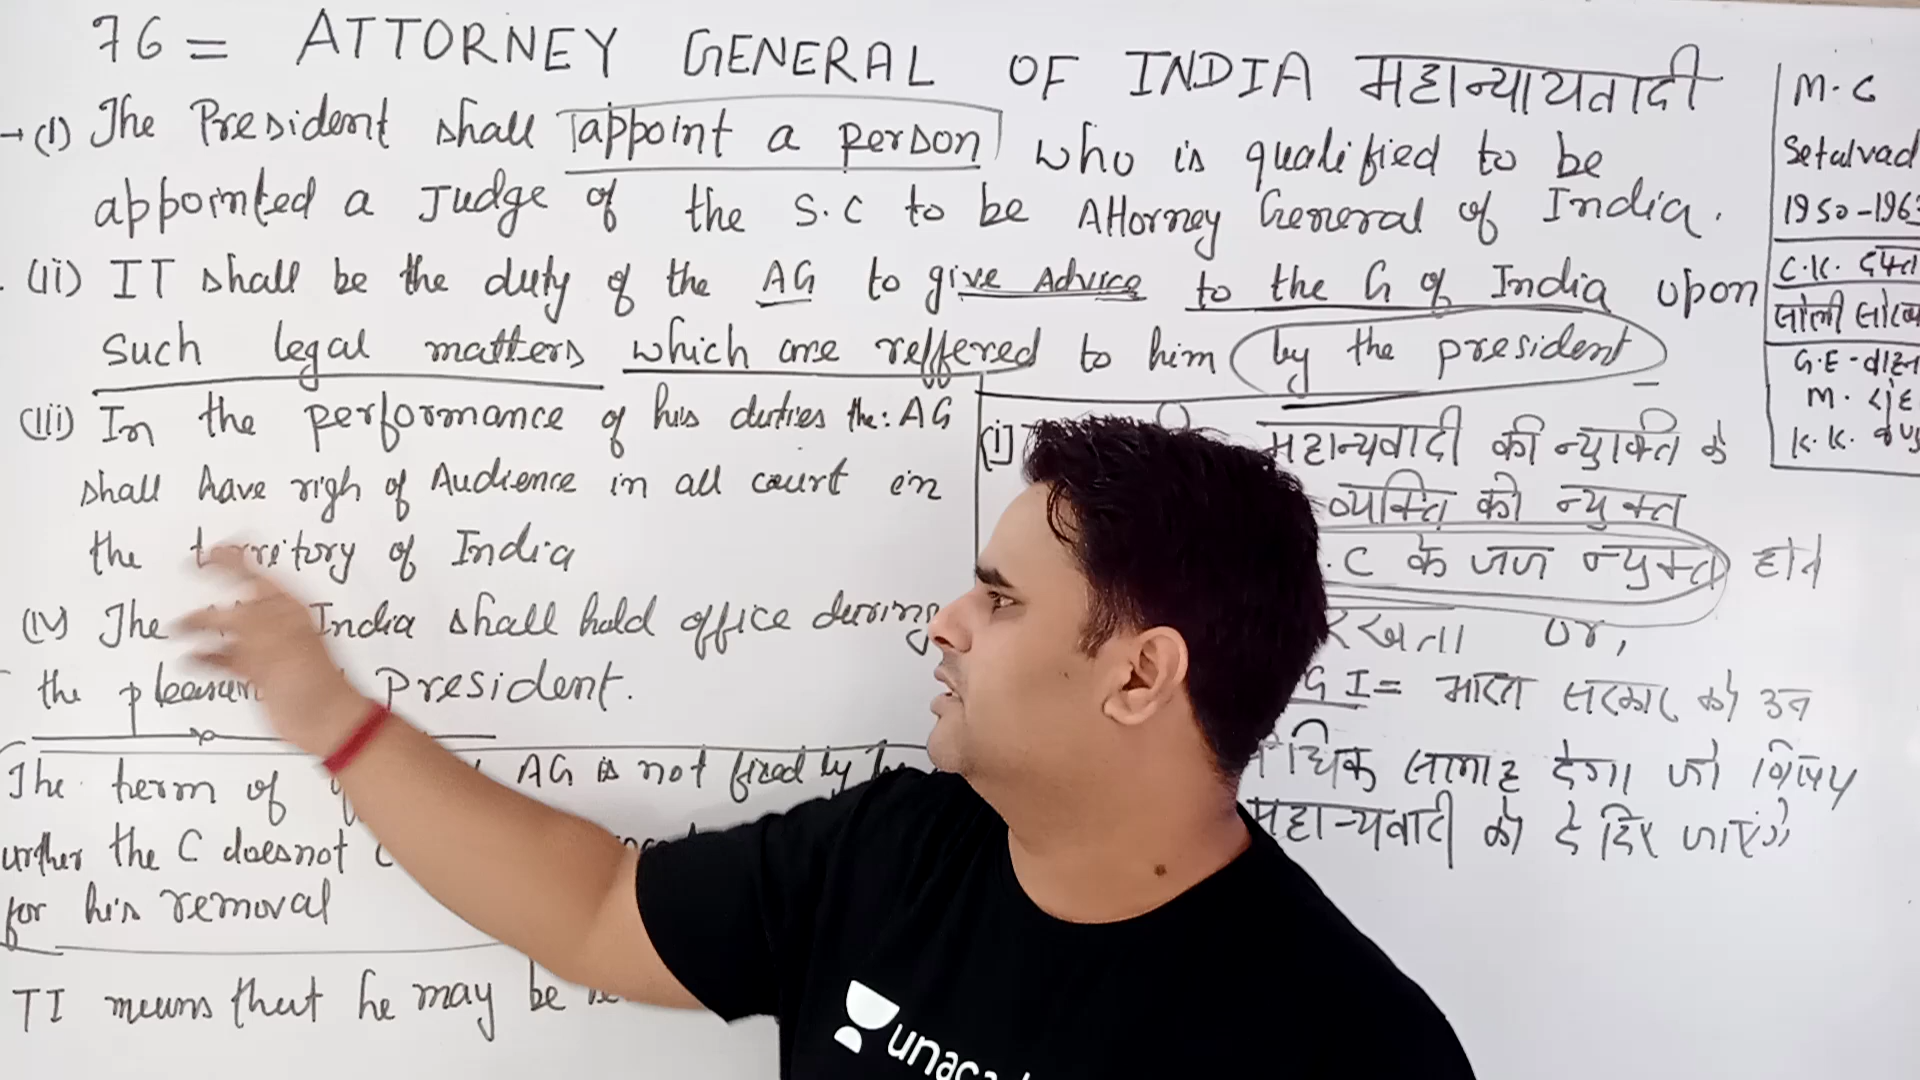 76 = ATTORNEY GENERAL OF INDIA महान्यायवादी
→(I) The President shall appoint a person who is qualified to be
appointed a Judge of the S.C to be Attorney General of India.
(ii) IT shall be the duty of the AG to give Advice to the G of India upon
Such legal matters which are reffered to him by the president
(iii) In the performance of his duties the: AG
shall have righ of Audience in all court in
the territory of India
(IV) The India shall hold office during
the president.
The term of AG is not fixed by
the C doesnot
for his removal
TI means that he may be
(i)
महान्यवादी की न्युक्ति के
व्यक्ति को न्युक्त
.C के जज न्युक्त होने
रखता or,
G I = भारत सरकार को उन
सलाह देगा जो विषय
महान्यवादी को दे दिए जाएंगे
M.C
Setalvad
1950-1963
C.K. दफ्त
सोली
G.E-वाहन
M.
K.K.
unaca